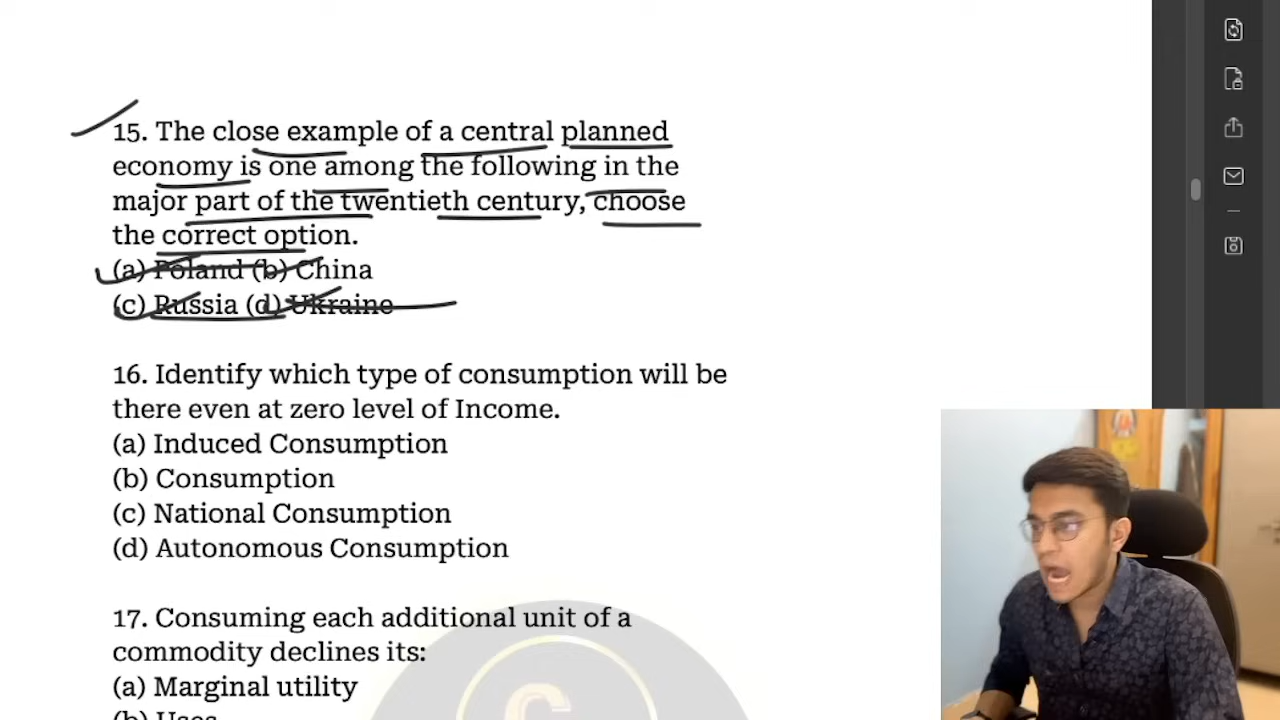 15. The close example of a central planned
economy is one among the following in the
major part of the twentieth century, choose
the correct option.
(a) Poland (b) China
(c) Russia (d) Ukraine
16. Identify which type of consumption will be
there even at zero level of Income.
(a) Induced Consumption
(b) Consumption
(c) National Consumption
(d) Autonomous Consumption
17. Consuming each additional unit of a
commodity declines its:
(a) Marginal utility
(b) Uses